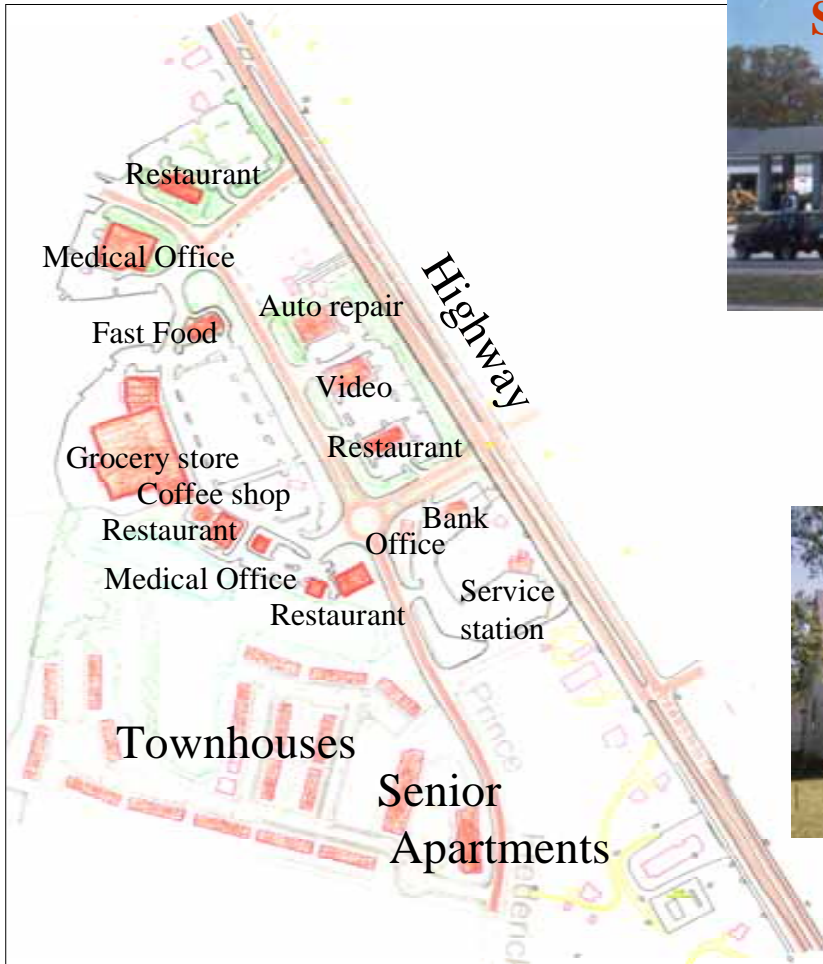 S
Restaurant
Medical Office
Highway
Auto repair
Fast Food
Video
Restaurant
Grocery store
Coffee shop
Restaurant
Bank
Office
Medical Office
Service
station
Restaurant
Prince
Townhouses
Senior
Apartments